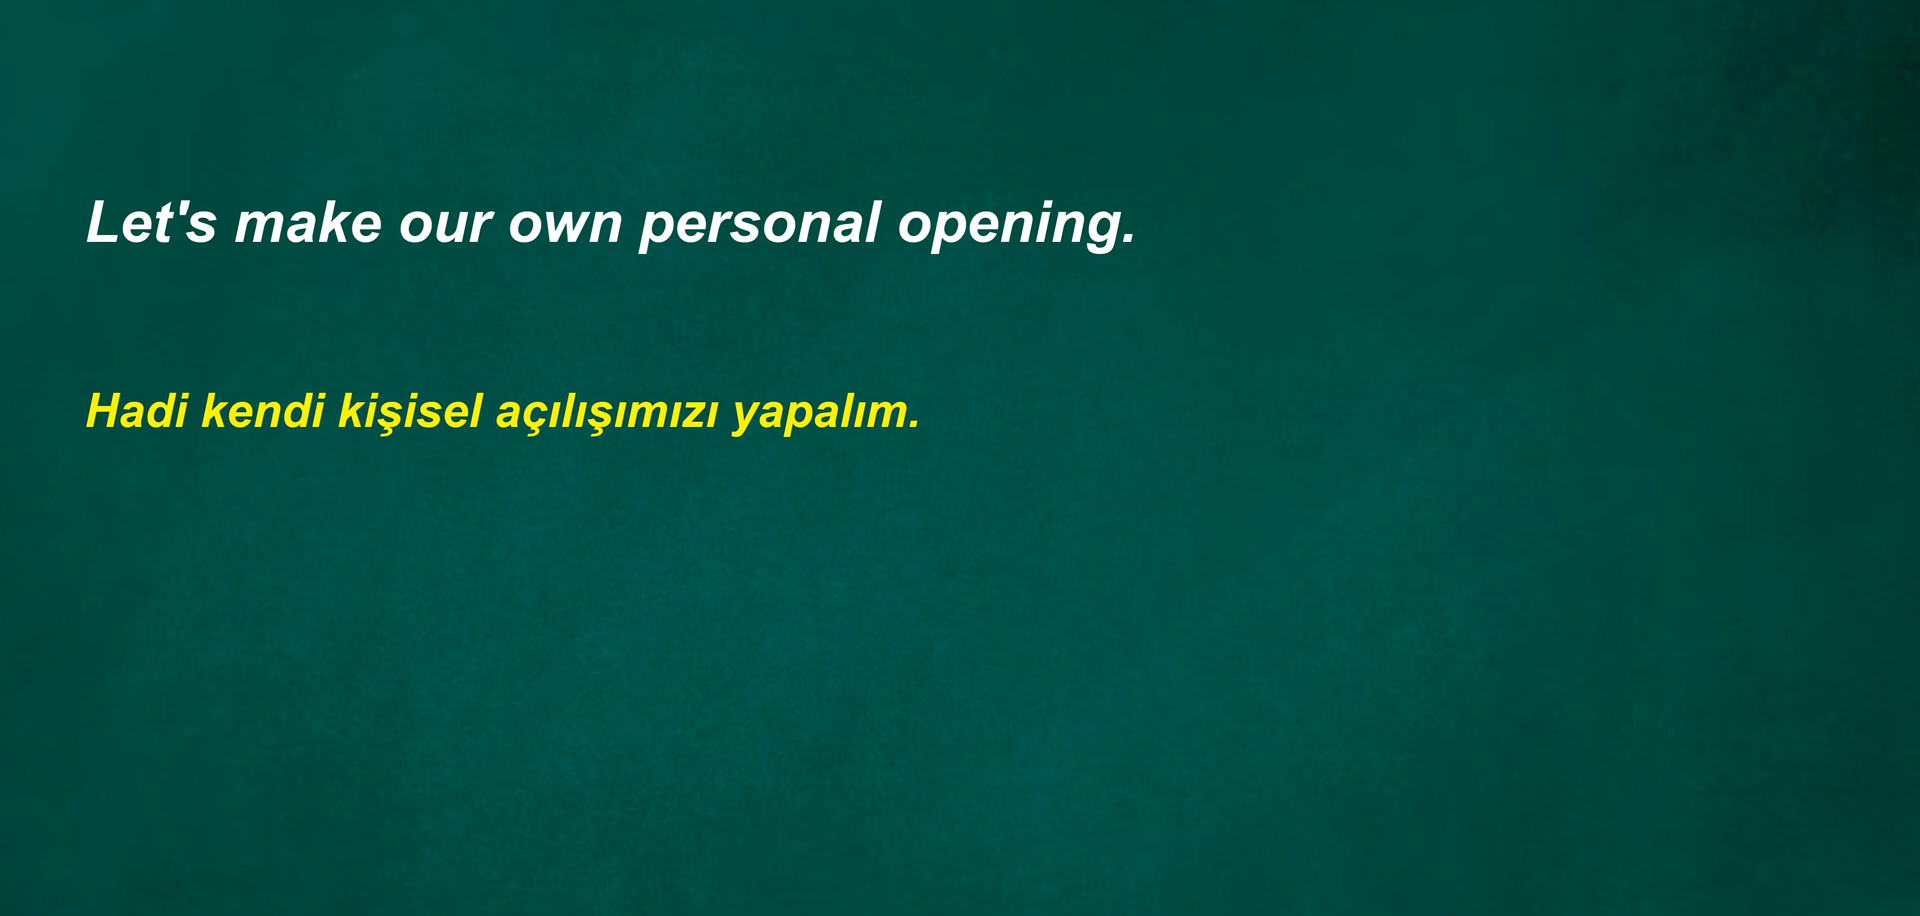 Let's make our own personal opening.
Hadi kendi kişisel açılışımızı yapalım.